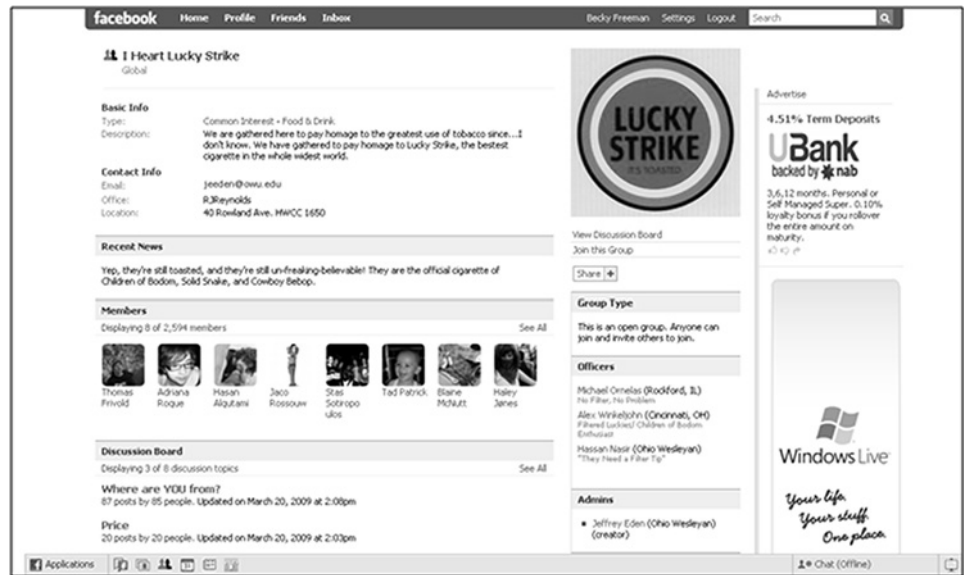 facebook Home Profile Friends Inbox Becky Freeman Settings Logout Search
I Heart Lucky Strike
Global
Basic Info
Type: Common Interest - Food & Drink
Description: We are gathered here to pay homage to the greatest use of tobacco since...I
don't know. We have gathered to pay homage to Lucky Strike, the bestest
cigarette in the whole widest world.
Contact Info
Email: jeeden@owu.edu
Office: RJReynolds
Location: 40 Rowland Ave. HWCC 1650
Recent News
Yep, they're still toasted, and they're still un-freaking-believable! They are the official cigarette of
Children of Bodom, Solid Snake, and Cowboy Bebop.
Members
Displaying 8 of 2,594 members See All
Thomas
Frivold
Adriana
Roque
Hasan
Algutami
Jaco
Rossouw
Stas
Sotiropo
ulos
Tad Patrick
Blaine
McNutt
Haley
Jones
Discussion Board
Displaying 3 of 8 discussion topics See All
Where are YOU from?
87 posts by 85 people. Updated on March 20, 2009 at 2:08pm
Price
20 posts by 20 people. Updated on March 20, 2009 at 2:03pm
LUCKY
STRIKE
IT'S TOASTED
View Discussion Board
Join this Group
Share +
Group Type
This is an open group. Anyone can
join and invite others to join.
Officers
Michael Ornelas (Rockford, IL)
No Filter, No Problem
Alex Winkeljohn (Cincinnati, OH)
Filtered Luckies/ Children of Bodom
Enthusiast
Hassan Nasir (Ohio Wesleyan)
"They Need a Filter Tip"
Admins
Jeffrey Eden (Ohio Wesleyan)
(creator)
Advertise
4.51% Term Deposits
UBank
backed by nab
3,6,12 months. Personal or
Self Managed Super. 0.10%
loyalty bonus if you rollover
the entire amount on
maturity.
Windows Live
Your life.
Your stuff.
One place.
Applications Chat (Offline)